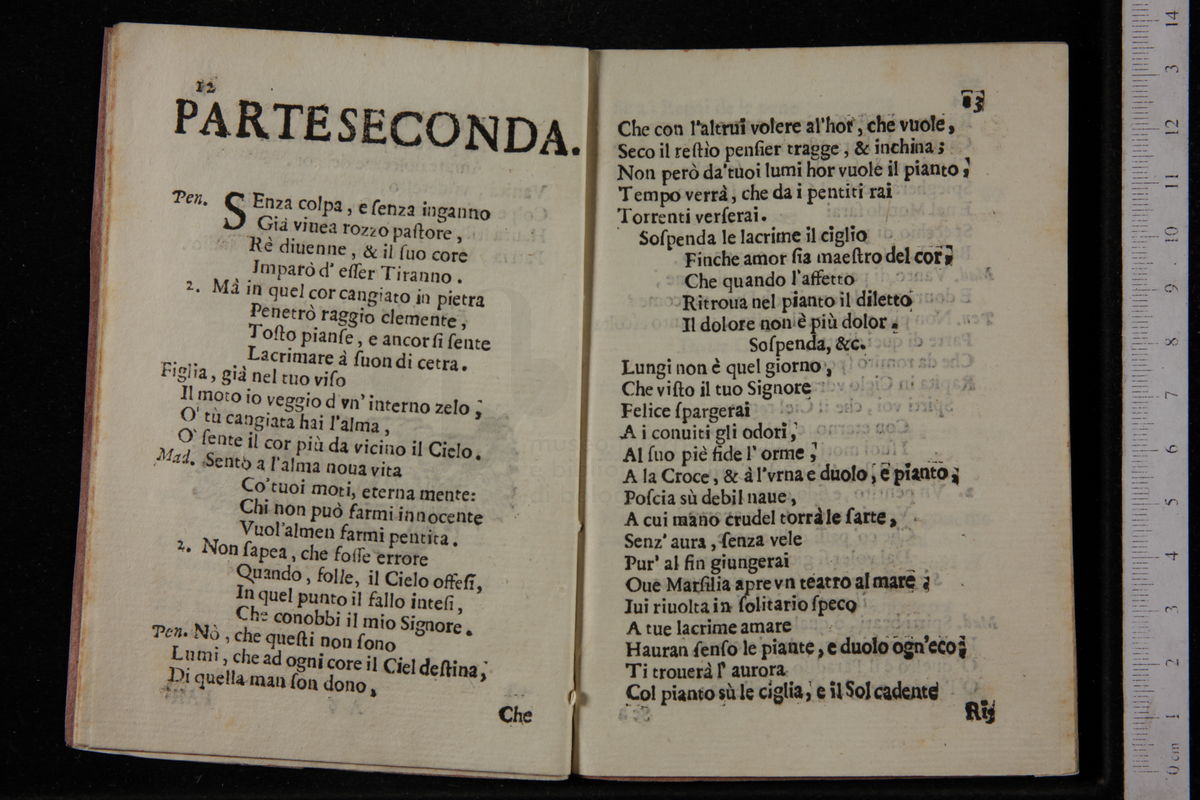 12
PARTE SECONDA.
Pen. SEnza colpa, e ſenza inganno
Già viuea rozzo paſtore,
Rè diuenne, & il ſuo core
Imparò d' eſſer Tiranno.
2. Mà in quel cor cangiato in pietra
Penetrò raggio clemente,
Toſto pianſe, e ancor ſi ſente
Lacrimare à ſuon di cetra.
Figlia, già nel tuo viſo
Il moto io veggio d vn' interno zelo;
O' tù cangiata hai l'alma,
O' ſente il cor più da vicino il Cielo.
Mad. Sento a l'alma noua vita
Co' tuoi moti, eterna mente:
Chi non può farmi innocente
Vuol'almen farmi pentita.
2. Non ſapea, che foſſe errore
Quando, folle, il Cielo offeſi,
In quel punto il fallo inteſi,
Che conobbi il mio Signore.
Pen. Nò, che queſti non ſono
Lumi, che ad ogni core il Ciel deſtina,
Di quella man ſon dono,
Che
13
Che con l'altrui volere al'hor, che vuole,
Seco il reſtìo penſier tragge, & inchina;
Non però da' tuoi lumi hor vuole il pianto;
Tempo verrà, che da i pentiti rai
Torrenti verſerai.
Soſpenda le lacrime il ciglio
Finche amor ſia maeſtro del cor;
Che quando l'affetto
Ritroua nel pianto il diletto
Il dolore non è più dolor.
Soſpenda, &c.
Lungi non è quel giorno,
Che viſto il tuo Signore
Felice ſpargerai
A i conuiti gli odori,
Al ſuo piè fide l' orme;
A la Croce, & à l'vrna e duolo, e pianto;
Poſcia sù debil naue,
A cui mano crudel torrà le ſarte,
Senz' aura, ſenza vele
Pur' al fin giungerai
Oue Marſilia apre vn teatro al mare;
Iui riuolta in ſolitario ſpeco
A tue lacrime amare
Hauran ſenſo le piante, e duolo ogn'eco;
Ti trouerà l' aurora
Col pianto sù le ciglia, e il Sol cadente
Ri-